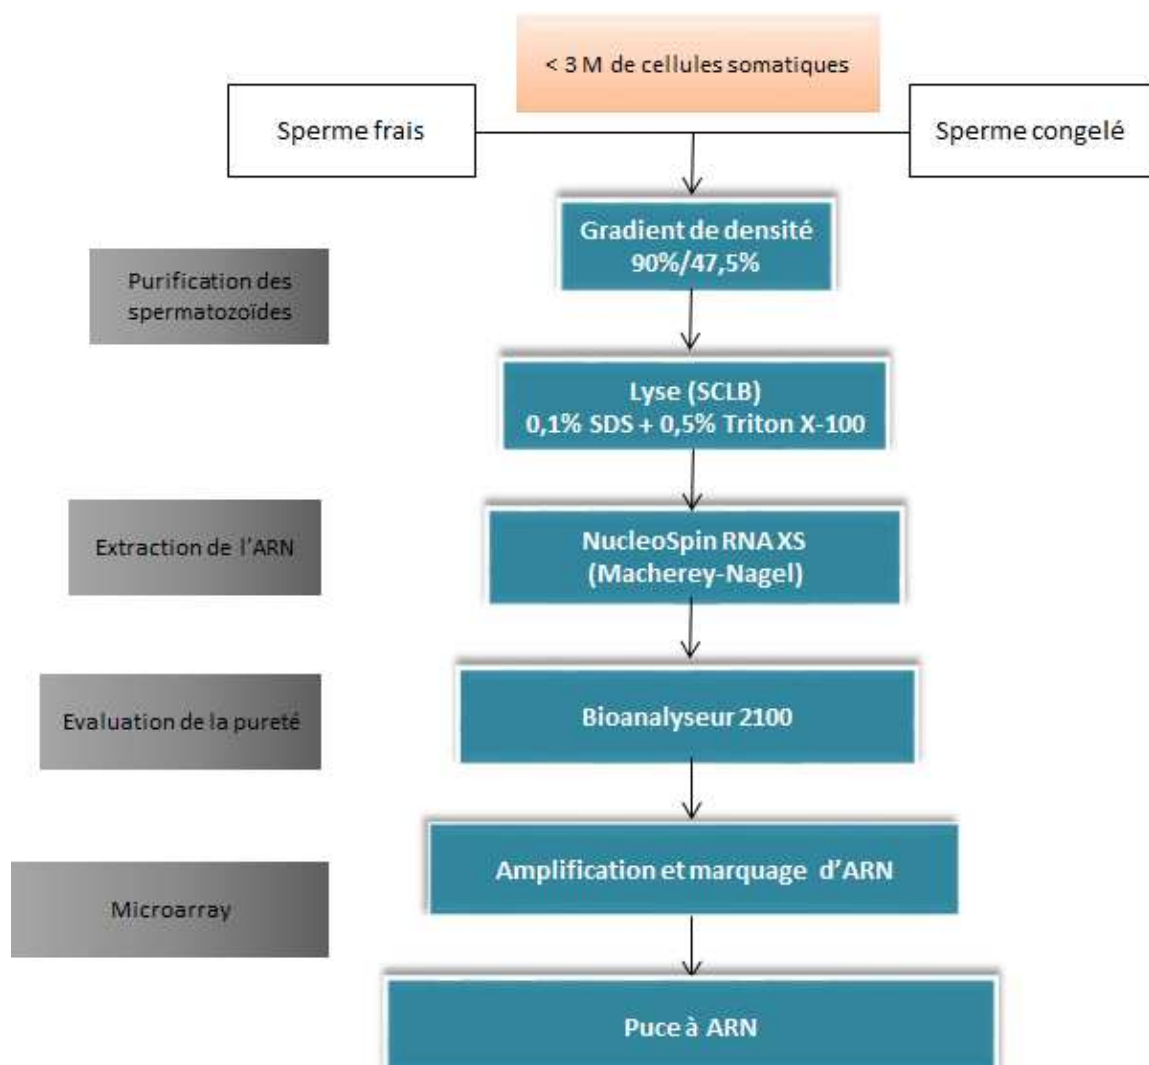 < 3 M de cellules somatiques
Sperme frais
Sperme congelé
Gradient de densité
90%/47,5%
Purification des
spermatozoïdes
Lyse (SCLB)
0,1% SDS + 0,5% Triton X-100
Extraction de l'ARN
NucleoSpin RNA XS
(Macherey-Nagel)
Evaluation de la pureté
Bioanalyseur 2100
Amplification et marquage d'ARN
Microarray
Puce à ARN